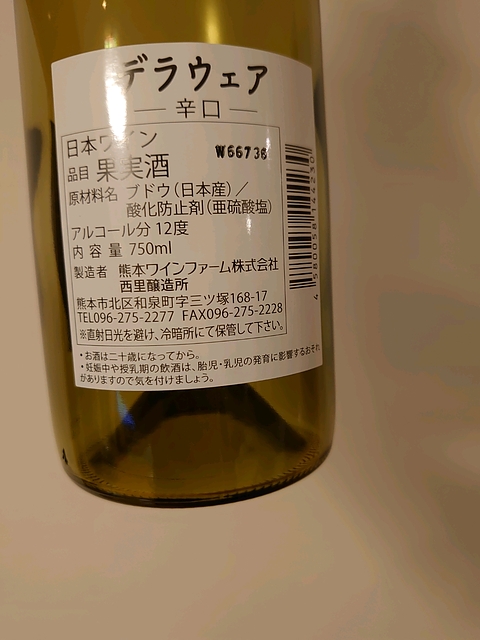 デラウェア
― 辛口 ―
日本ワイン
W66736
品目 果実酒
原材料名 ブドウ(日本産)/
酸化防止剤(亜硫酸塩)
アルコール分 12度
内 容 量 750ml
製造者 熊本ワインファーム株式会社
西里醸造所
熊本市北区和泉町字三ツ塚168-17
TEL096-275-2277 FAX096-275-2228
※直射日光を避け、冷暗所にて保管して下さい。
・お酒は二十歳になってから。
・妊娠中や授乳期の飲酒は、胎児・乳児の発育に影響するおそれ
がありますので気を付けましょう。
4 580058 144230